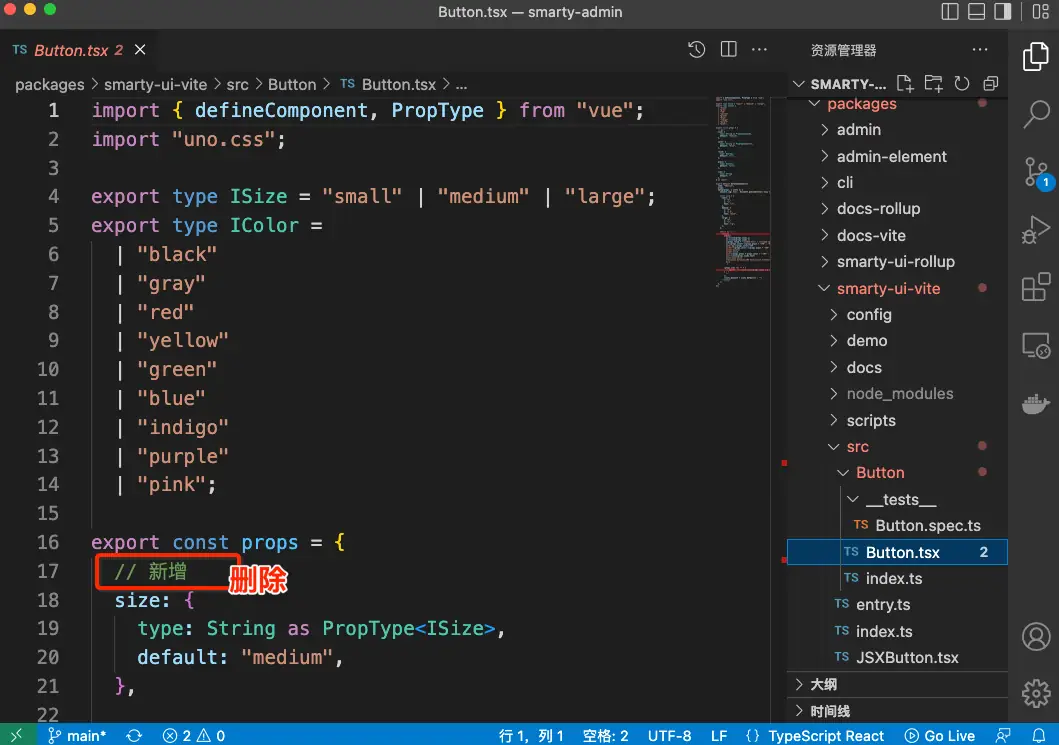 Button.tsx — smarty-admin
TS Button.tsx 2
packages > smarty-ui-vite > src > Button > TS Button.tsx > ...
1 import { defineComponent, PropType } from "vue";
2 import "uno.css";
3
4 export type ISize = "small" | "medium" | "large";
5 export type IColor =
6 | "black"
7 | "gray"
8 | "red"
9 | "yellow"
10 | "green"
11 | "blue"
12 | "indigo"
13 | "purple"
14 | "pink";
15
16 export const props = {
17 // 新增
删除
18 size: {
19 type: String as PropType<ISize>,
20 default: "medium",
21 },
22
资源管理器
SMARTY-...
packages
admin
admin-element
cli
docs-rollup
docs-vite
smarty-ui-rollup
smarty-ui-vite
config
demo
docs
node_modules
scripts
src
Button
__tests__
TS Button.spec.ts
TS Button.tsx 2
TS index.ts
TS entry.ts
TS index.ts
TS JSXButton.tsx
大纲
时间线
1
main* 2 0 行 1，列 1 空格: 2 UTF-8 LF {} TypeScript React Go Live